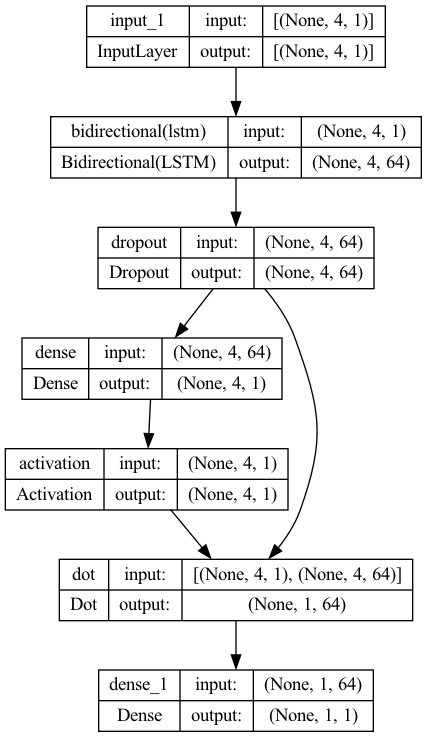 input_1 input: [(None, 4, 1)]
InputLayer output: [(None, 4, 1)]
bidirectional(lstm) input: (None, 4, 1)
Bidirectional(LSTM) output: (None, 4, 64)
dropout input: (None, 4, 64)
Dropout output: (None, 4, 64)
dense input: (None, 4, 64)
Dense output: (None, 4, 1)
activation input: (None, 4, 1)
Activation output: (None, 4, 1)
dot input: [(None, 4, 1), (None, 4, 64)]
Dot output: (None, 1, 64)
dense_1 input: (None, 1, 64)
Dense output: (None, 1, 1)